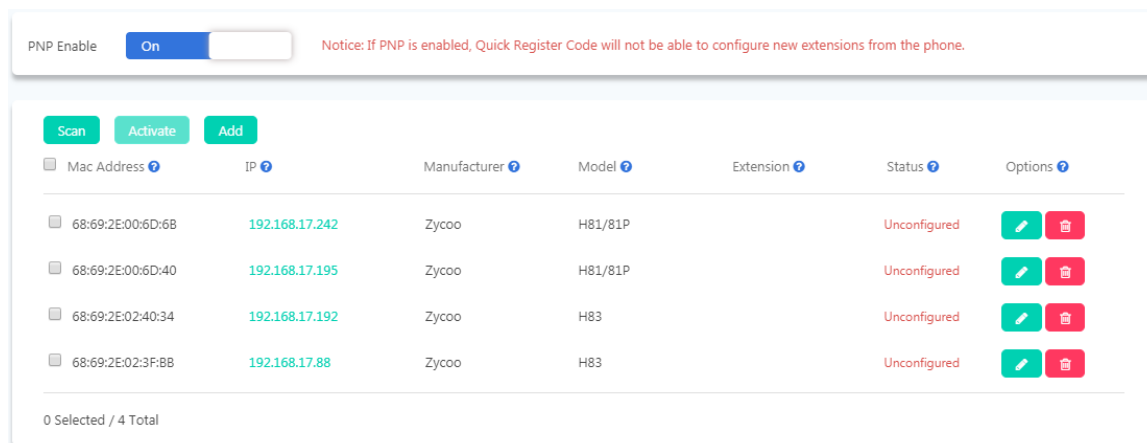 PNP Enable On Notice: If PNP is enabled, Quick Register Code will not be able to configure new extensions from the phone.
Scan Activate Add
Mac Address IP Manufacturer Model Extension Status Options
68:69:2E:00:6D:6B 192.168.17.242 Zycoo H81/81P Unconfigured
68:69:2E:00:6D:40 192.168.17.195 Zycoo H81/81P Unconfigured
68:69:2E:02:40:34 192.168.17.192 Zycoo H83 Unconfigured
68:69:2E:02:3F:BB 192.168.17.88 Zycoo H83 Unconfigured
0 Selected / 4 Total